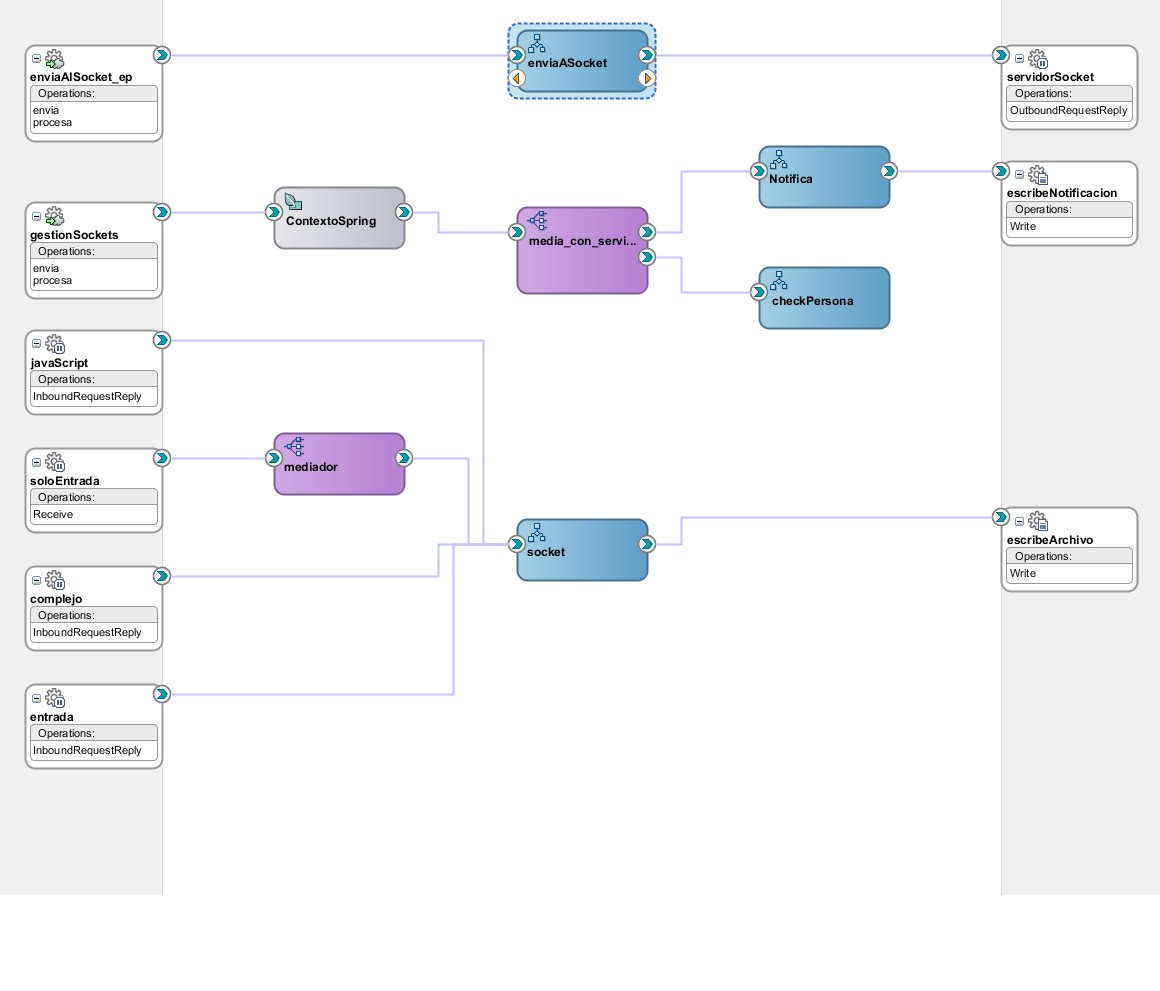 enviaAlSocket_ep
Operations:
envia
procesa
enviaASocket
servidorSocket
Operations:
OutboundRequestReply
gestionSockets
Operations:
envia
procesa
ContextoSpring
media_con_servi...
Notifica
checkPersona
escribeNotificacion
Operations:
Write
javaScript
Operations:
InboundRequestReply
soloEntrada
Operations:
Receive
mediador
complejo
Operations:
InboundRequestReply
socket
escribeArchivo
Operations:
Write
entrada
Operations:
InboundRequestReply